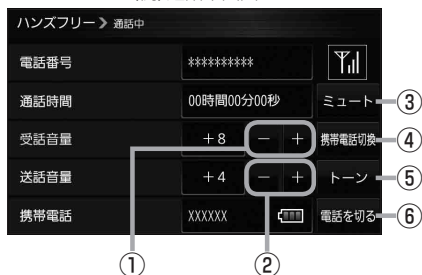 ハンズフリー＞ 通話中
電話番号 **********
通話時間 00時間00分00秒 ミュート ③
受話音量 +8 － + 携帯電話切換 ④
送話音量 +4 － + トーン ⑤
携帯電話 XXXXXX 電話を切る ⑥
① ②